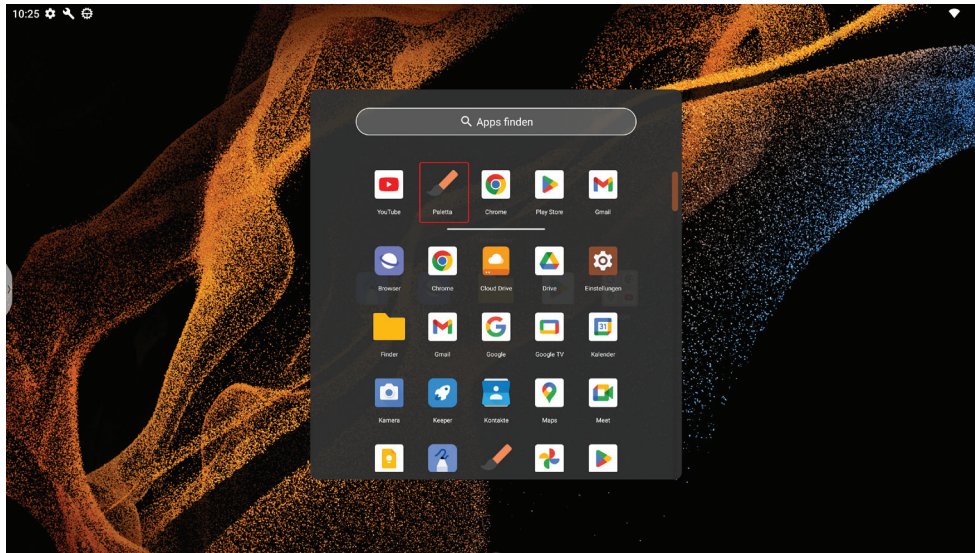 10:25
Apps finden
YouTube Paletta Chrome Play Store Gmail
Browser Chrome Cloud Drive Drive Einstellungen
31
Finder Gmail Google Google TV Kalender
Kamera Keeper Kontakte Maps Meet